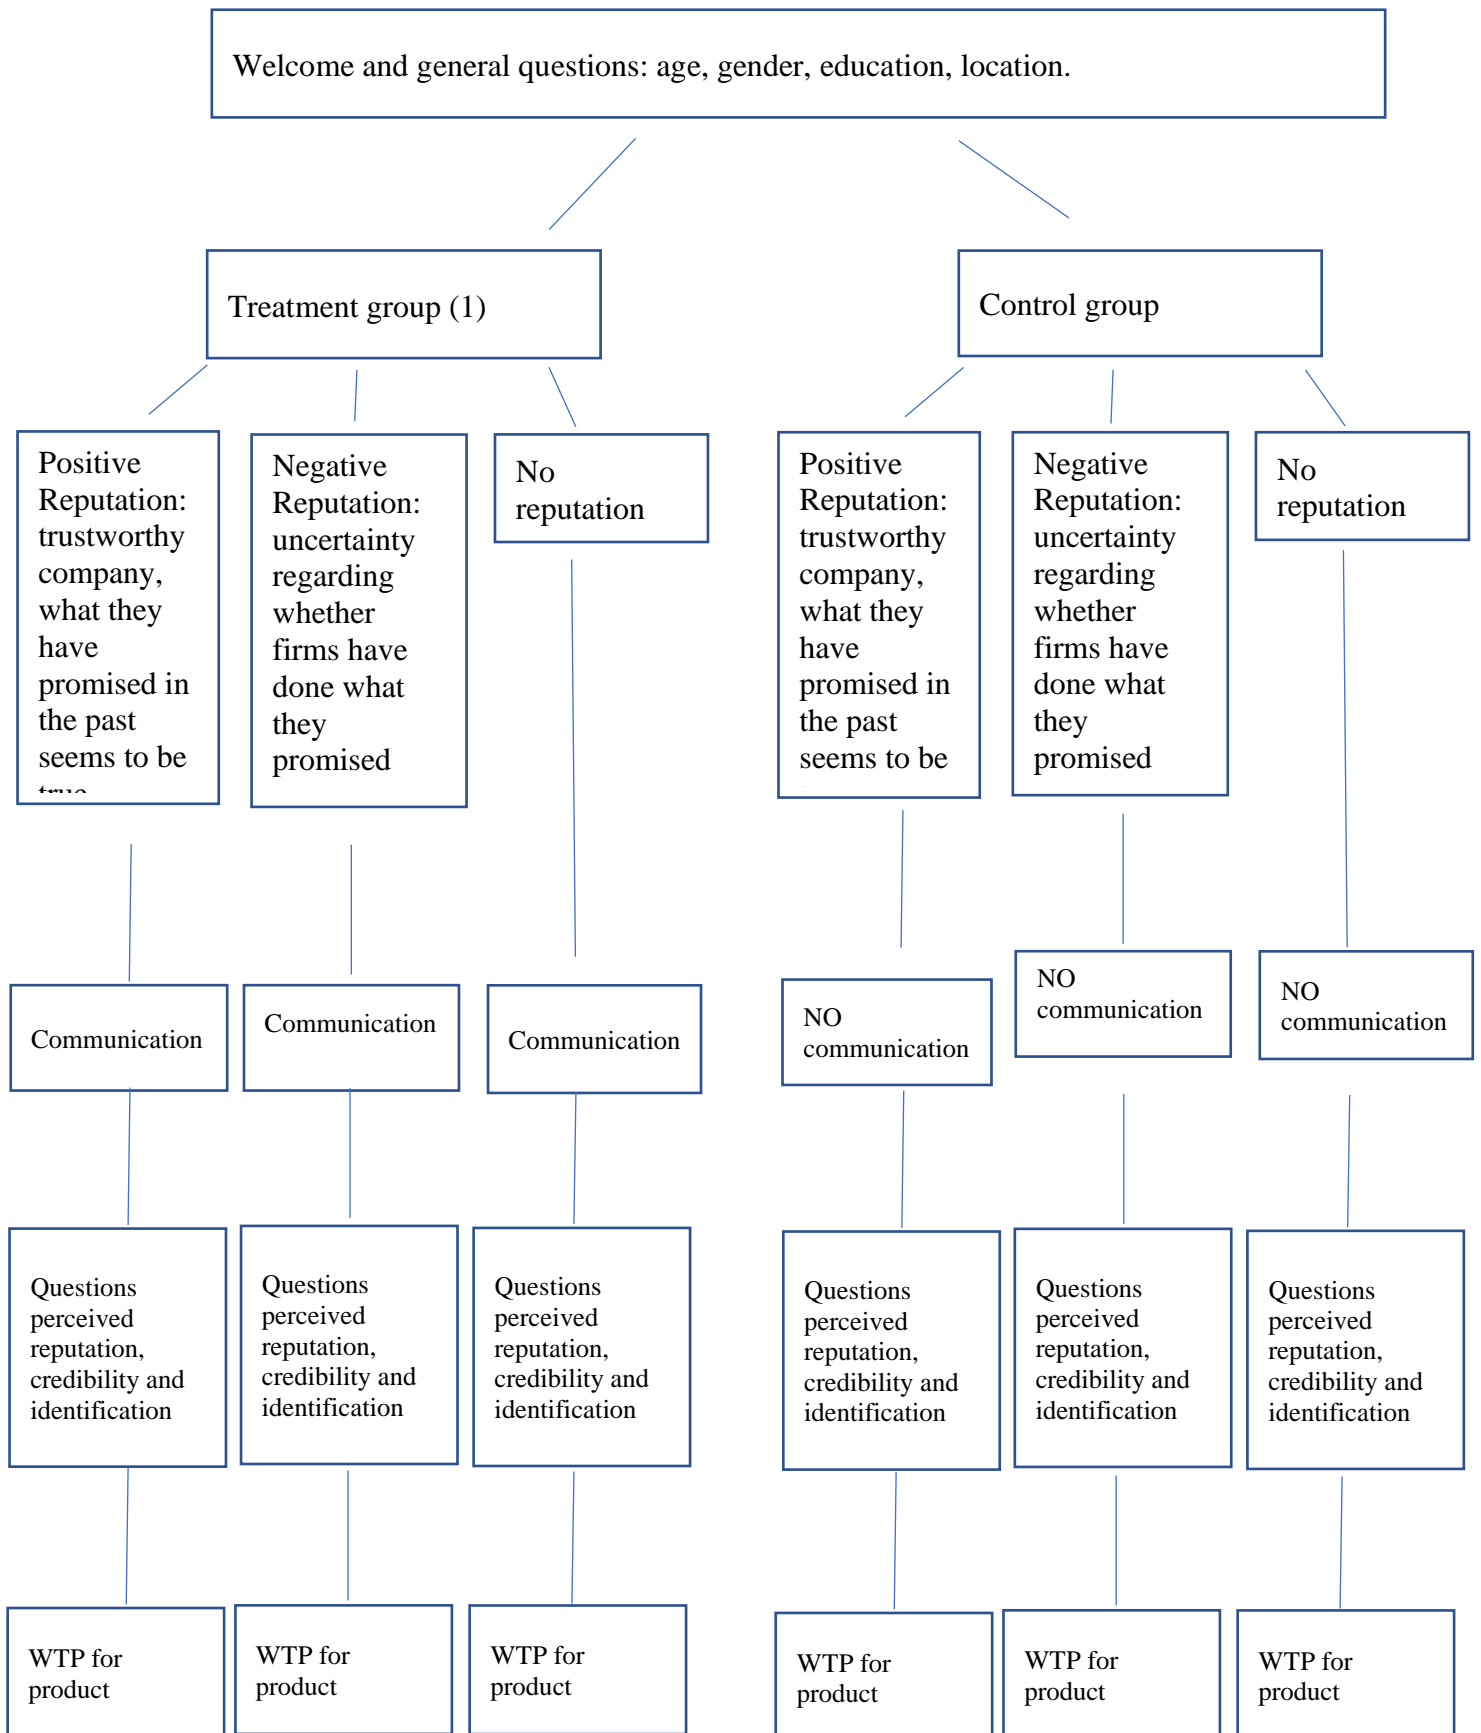 Welcome and general questions: age, gender, education, location.
Treatment group (1)
Control group
Positive
Reputation:
trustworthy
company,
what they
have
promised in
the past
seems to be
true
Negative
Reputation:
uncertainty
regarding
whether
firms have
done what
they
promised
No
reputation
Positive
Reputation:
trustworthy
company,
what they
have
promised in
the past
seems to be
Negative
Reputation:
uncertainty
regarding
whether
firms have
done what
they
promised
No
reputation
Communication
Communication
Communication
NO
communication
NO
communication
NO
communication
Questions
perceived
reputation,
credibility and
identification
Questions
perceived
reputation,
credibility and
identification
Questions
perceived
reputation,
credibility and
identification
Questions
perceived
reputation,
credibility and
identification
Questions
perceived
reputation,
credibility and
identification
Questions
perceived
reputation,
credibility and
identification
WTP for
product
WTP for
product
WTP for
product
WTP for
product
WTP for
product
WTP for
product